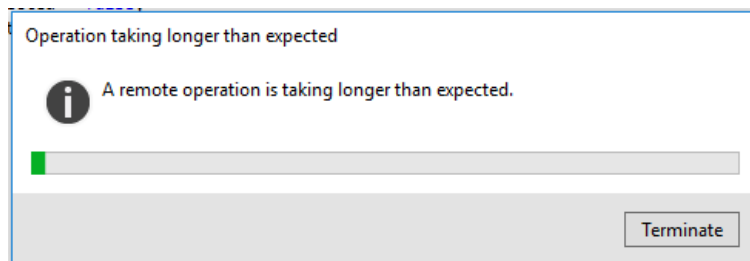 Operation taking longer than expected
A remote operation is taking longer than expected.
Terminate